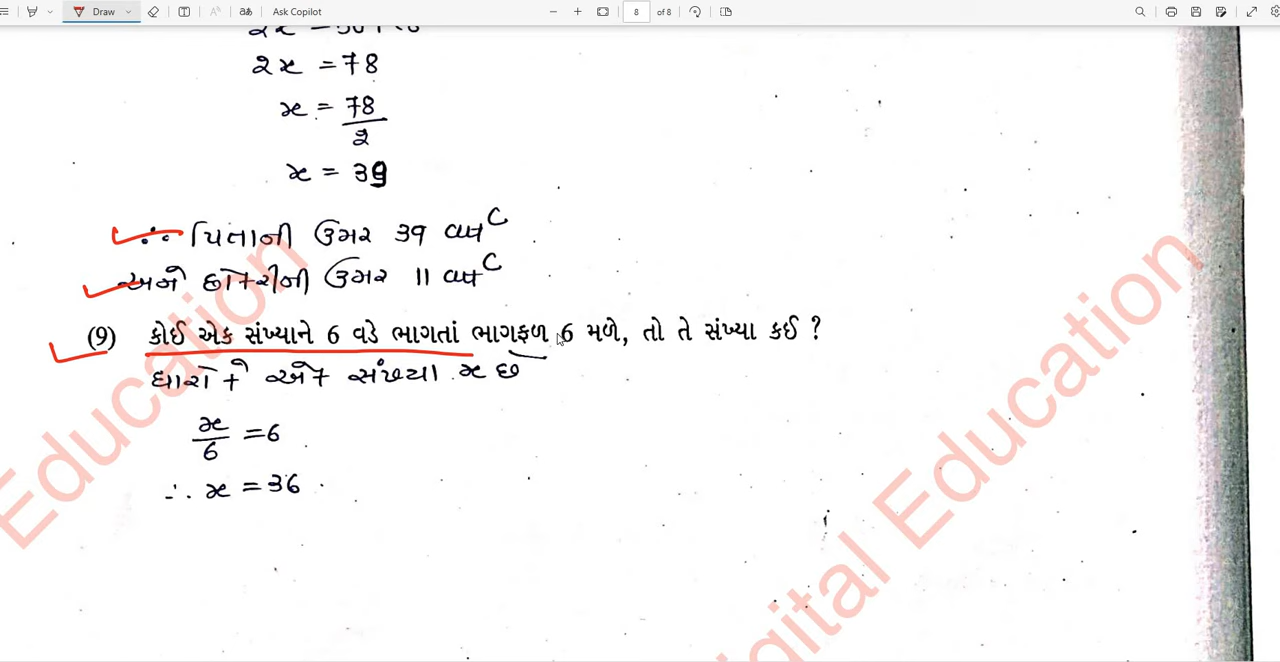 Draw
Ask Copilot
8 of 8
2x = 78
x = 78/2
x = 39
∴ પિતાની ઉંમર 39 વર્ષ
અને છોકરીની ઉંમર 11 વર્ષ
(9) કોઈ એક સંખ્યાને 6 વડે ભાગતાં ભાગફળ 6 મળે, તો તે સંખ્યા કઈ ?
ધારો કે એક સંખ્યા x છે
x/6 = 6
∴ x = 36
Education
Digital Education